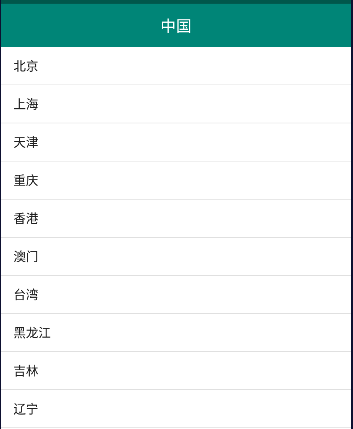 中国
北京
上海
天津
重庆
香港
澳门
台湾
黑龙江
吉林
辽宁